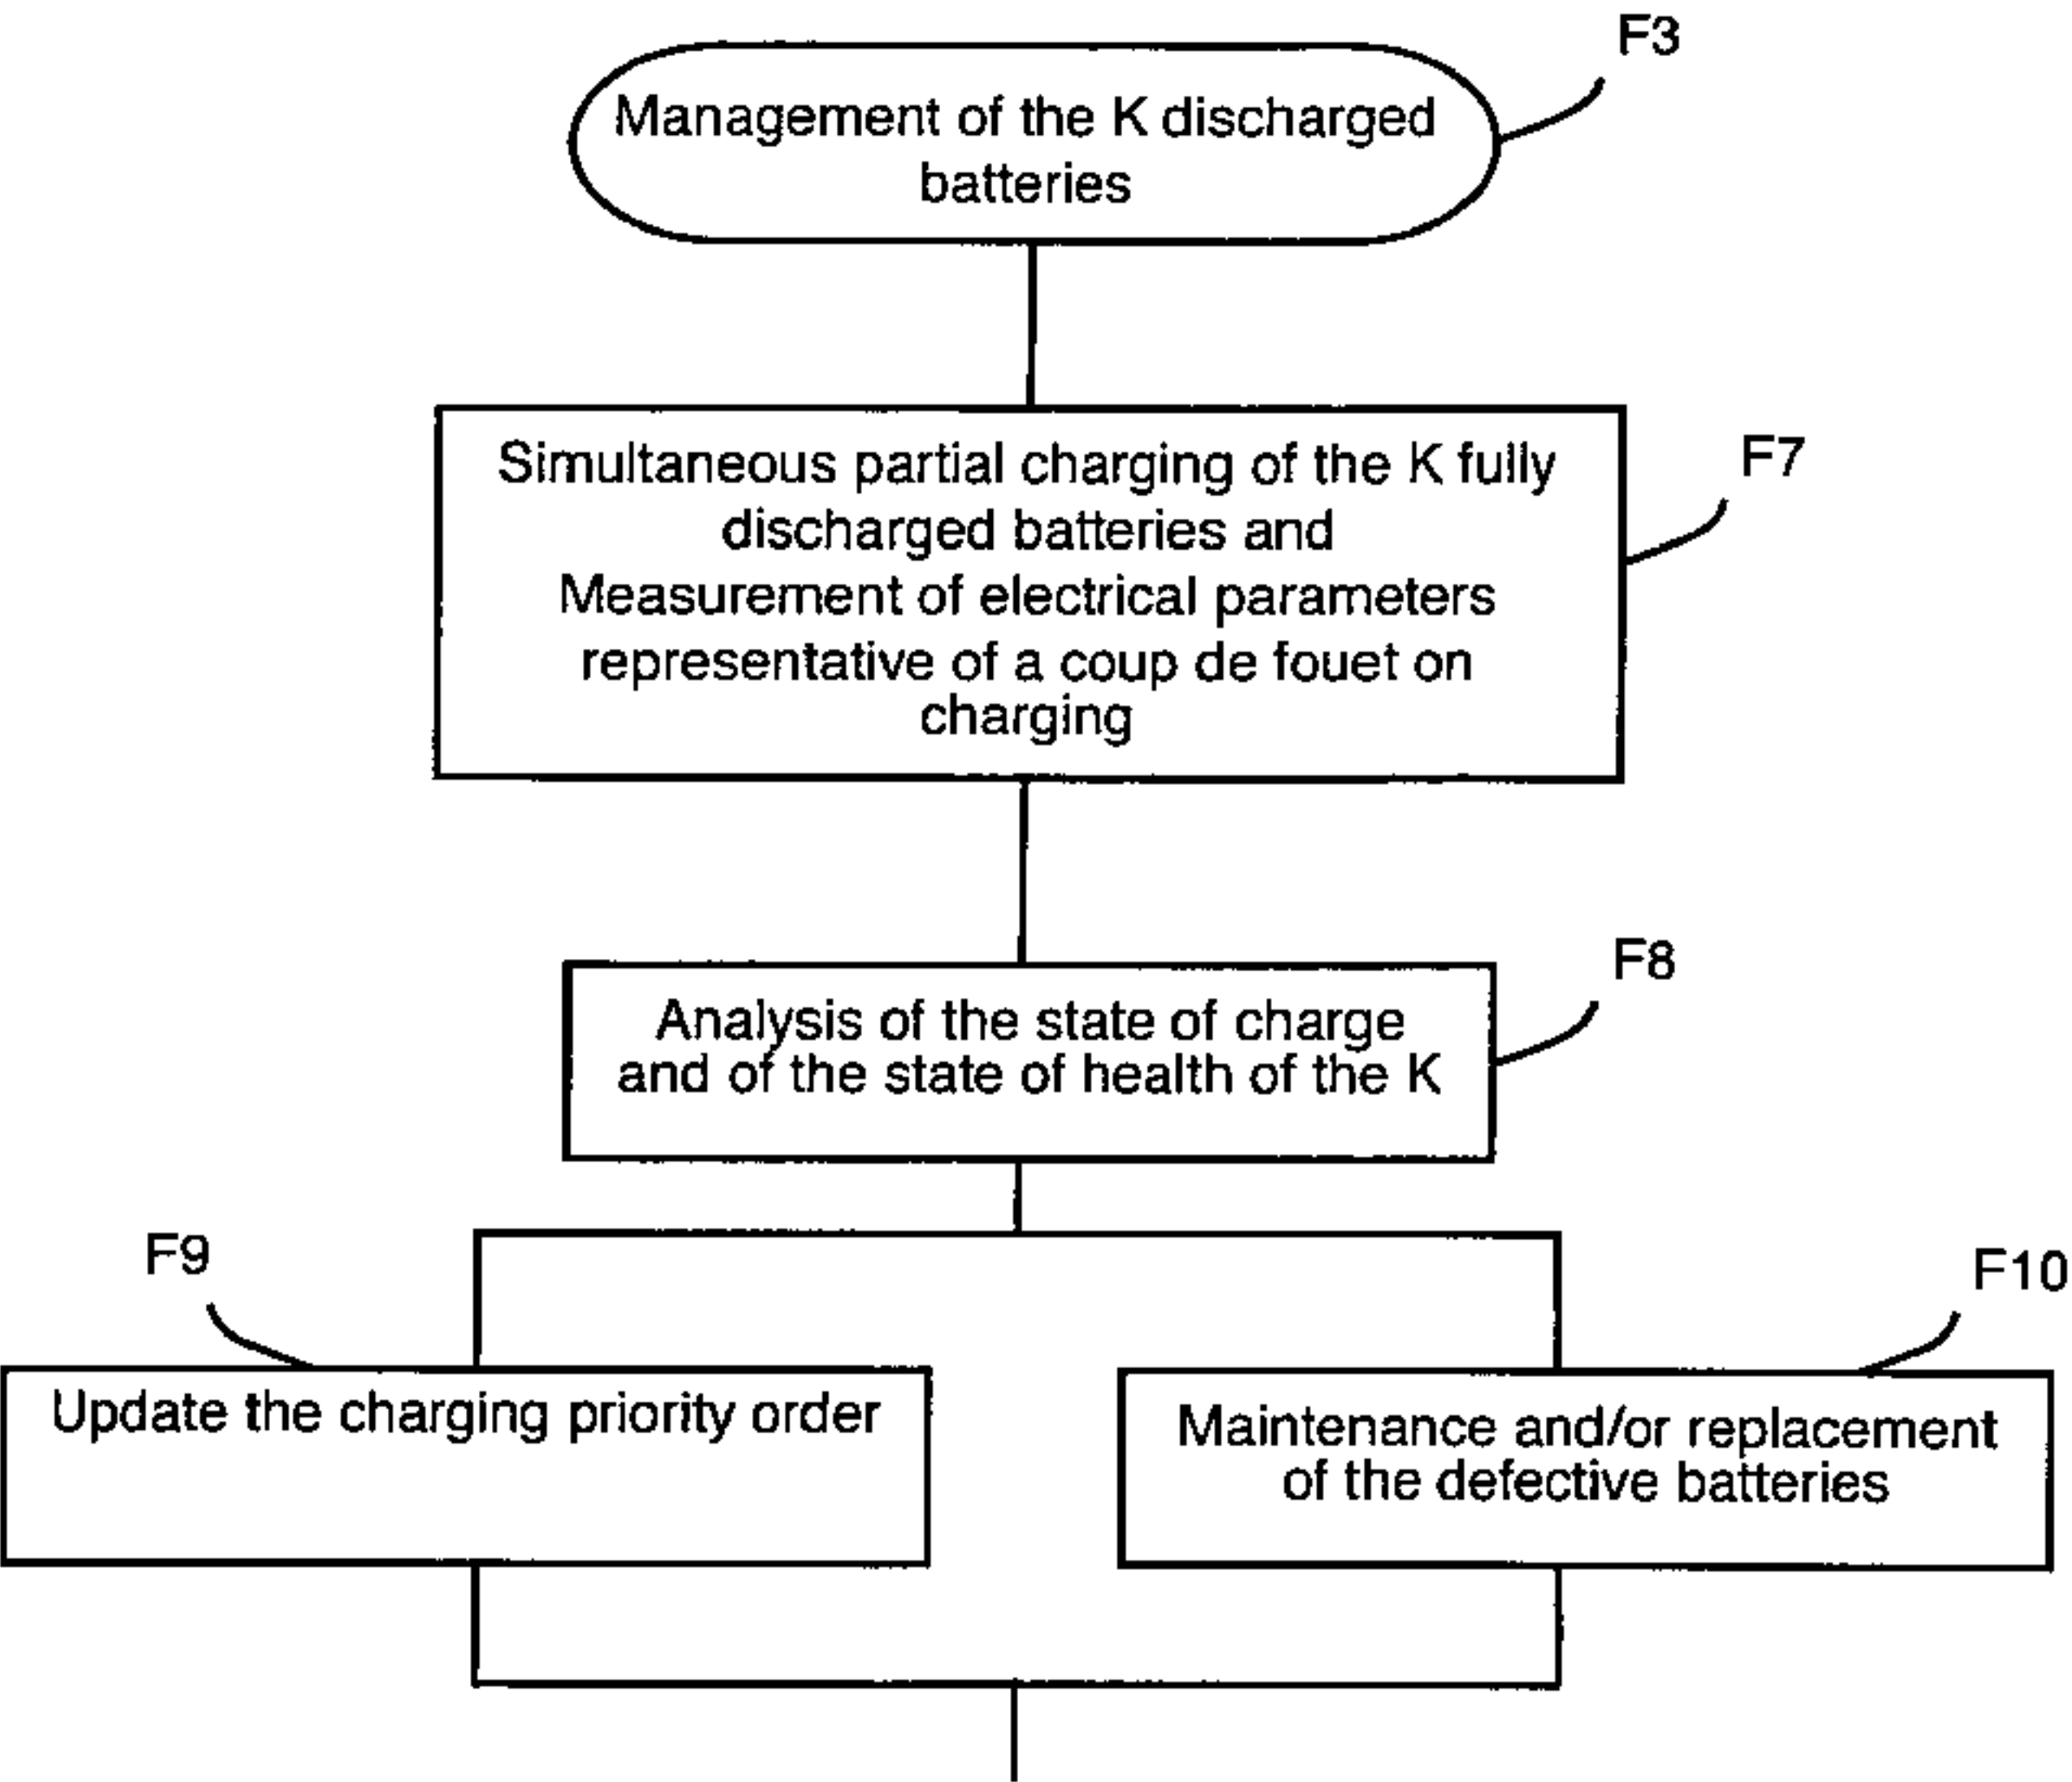 F3
Management of the K discharged
batteries
F7
Simultaneous partial charging of the K fully
discharged batteries and
Measurement of electrical parameters
representative of a coup de fouet on
charging
F8
Analysis of the state of charge
and of the state of health of the K
F9
Update the charging priority order
F10
Maintenance and/or replacement
of the defective batteries